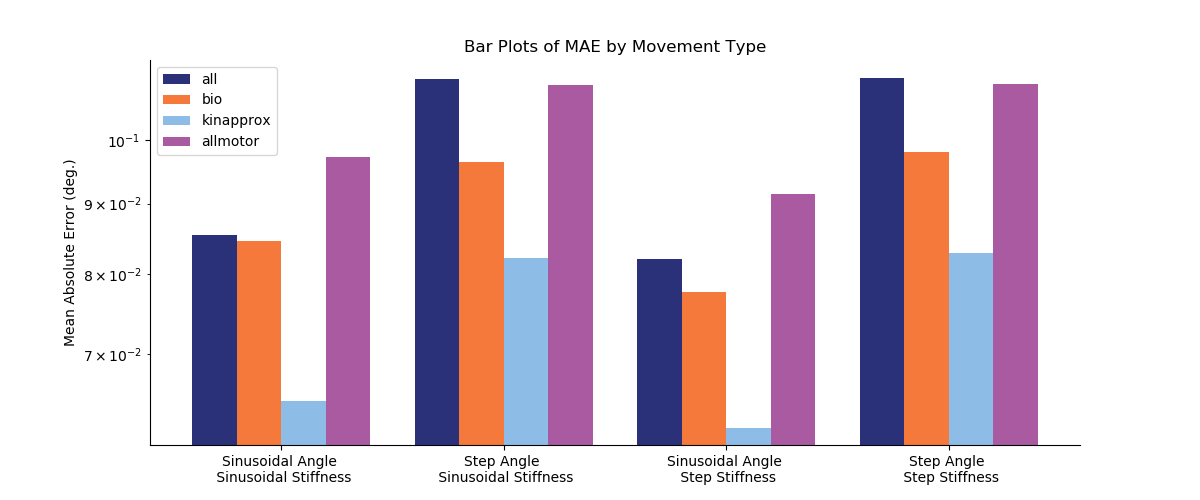 Bar Plots of MAE by Movement Type
all
bio
kinapprox
allmotor
Mean Absolute Error (deg.)
10⁻¹
9 × 10⁻²
8 × 10⁻²
7 × 10⁻²
Sinusoidal Angle
Sinusoidal Stiffness
Step Angle
Sinusoidal Stiffness
Sinusoidal Angle
Step Stiffness
Step Angle
Step Stiffness